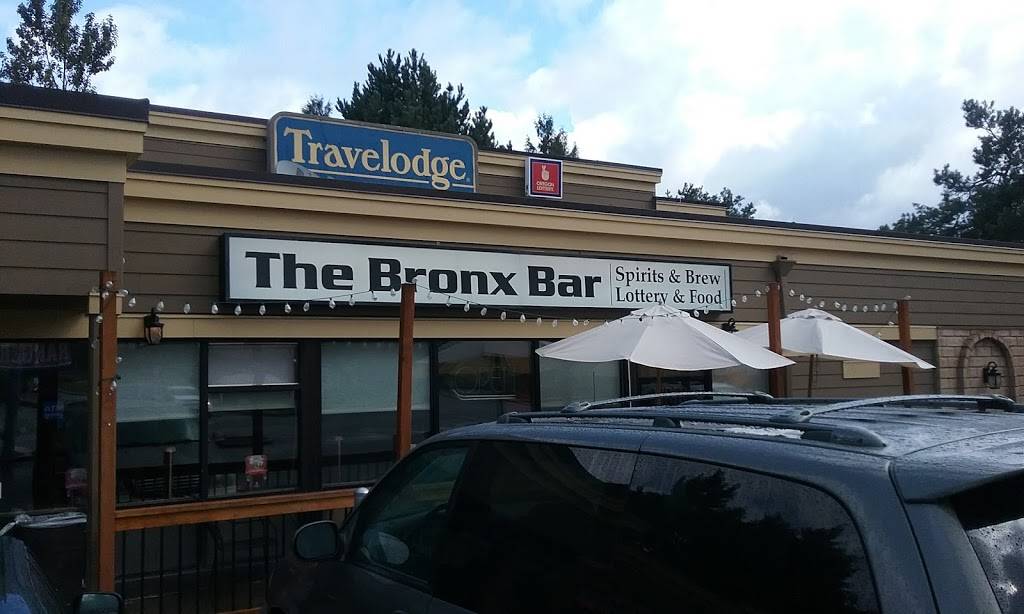 Travelodge
OREGON
LOTTERY
The Bronx Bar
Spirits & Brew
Lottery & Food